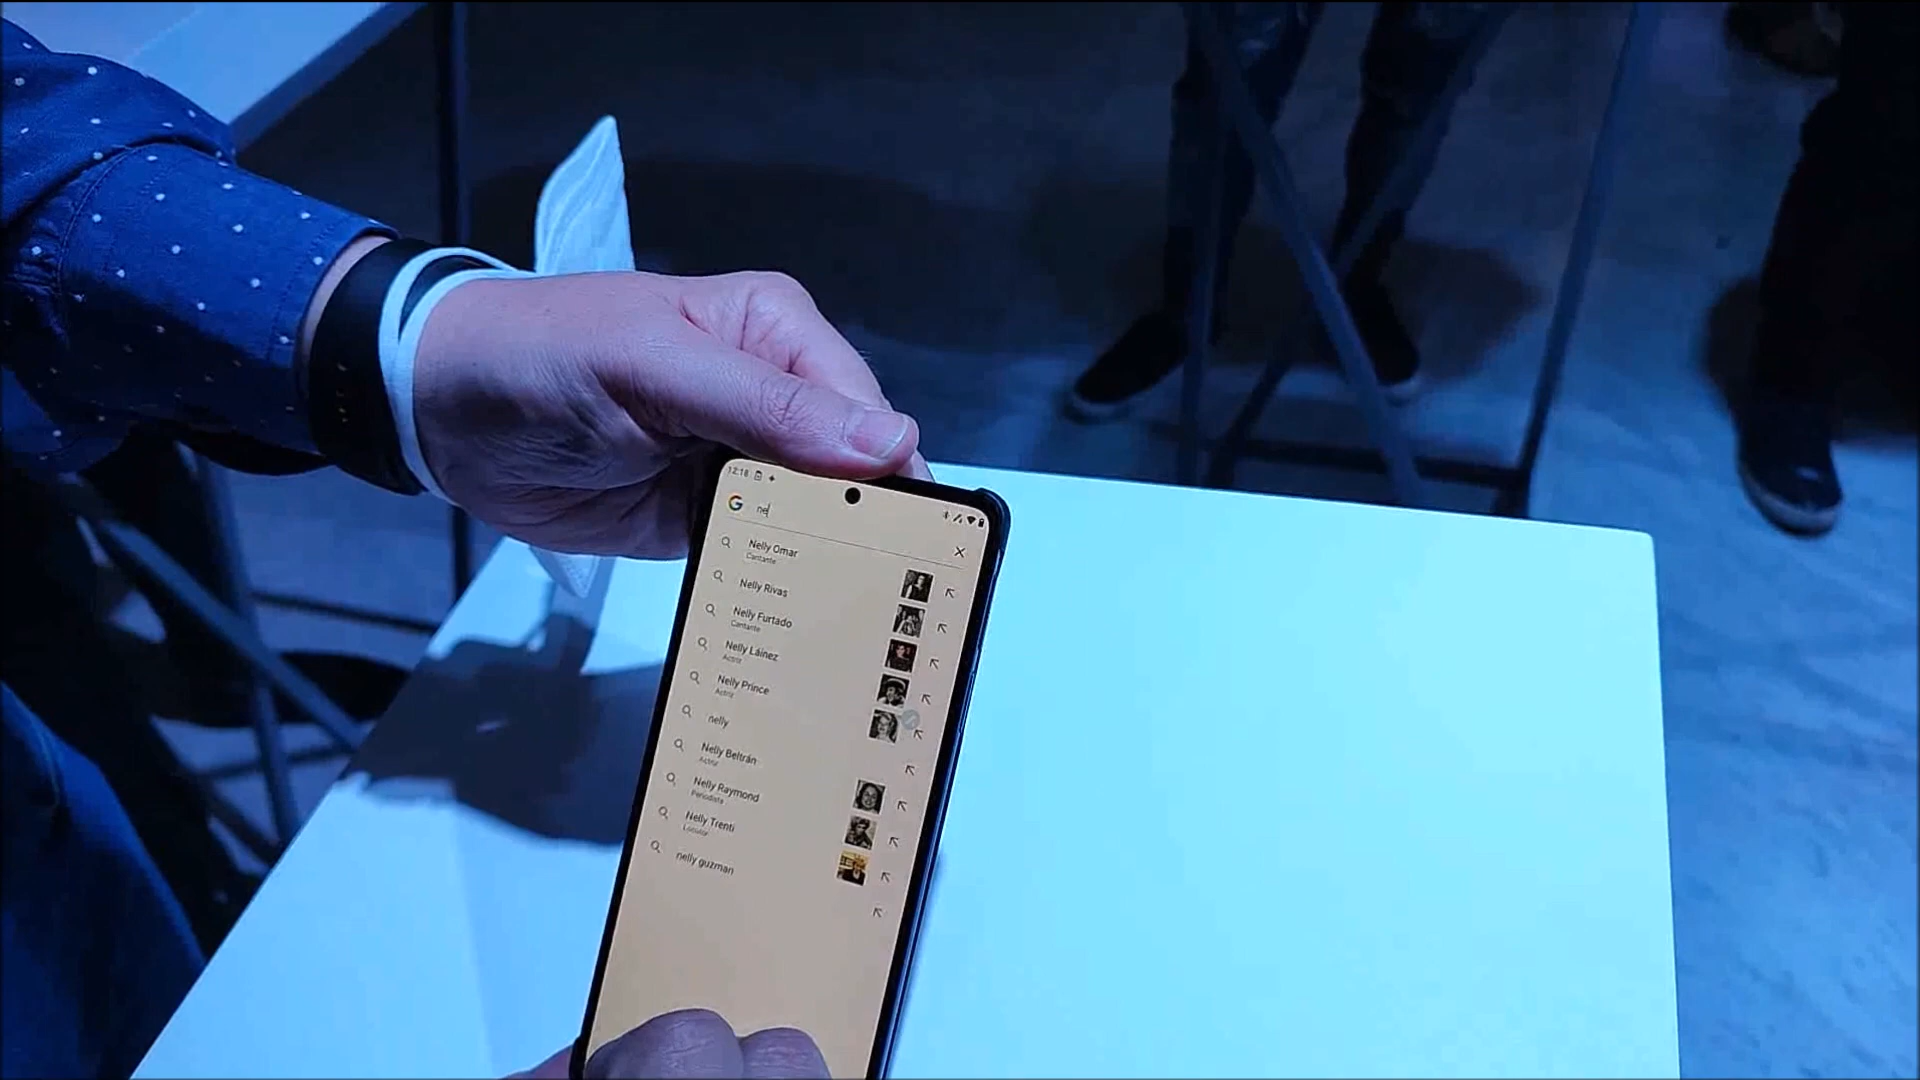 12:18
G
nel
Nelly Omar
Cantante
Nelly Rivas
Nelly Furtado
Cantante
Nelly Láinez
Actriz
Nelly Prince
Actriz
nelly
Nelly Beltrán
Actriz
Nelly Raymond
Periodista
Nelly Trenti
Locutor
nelly guzman